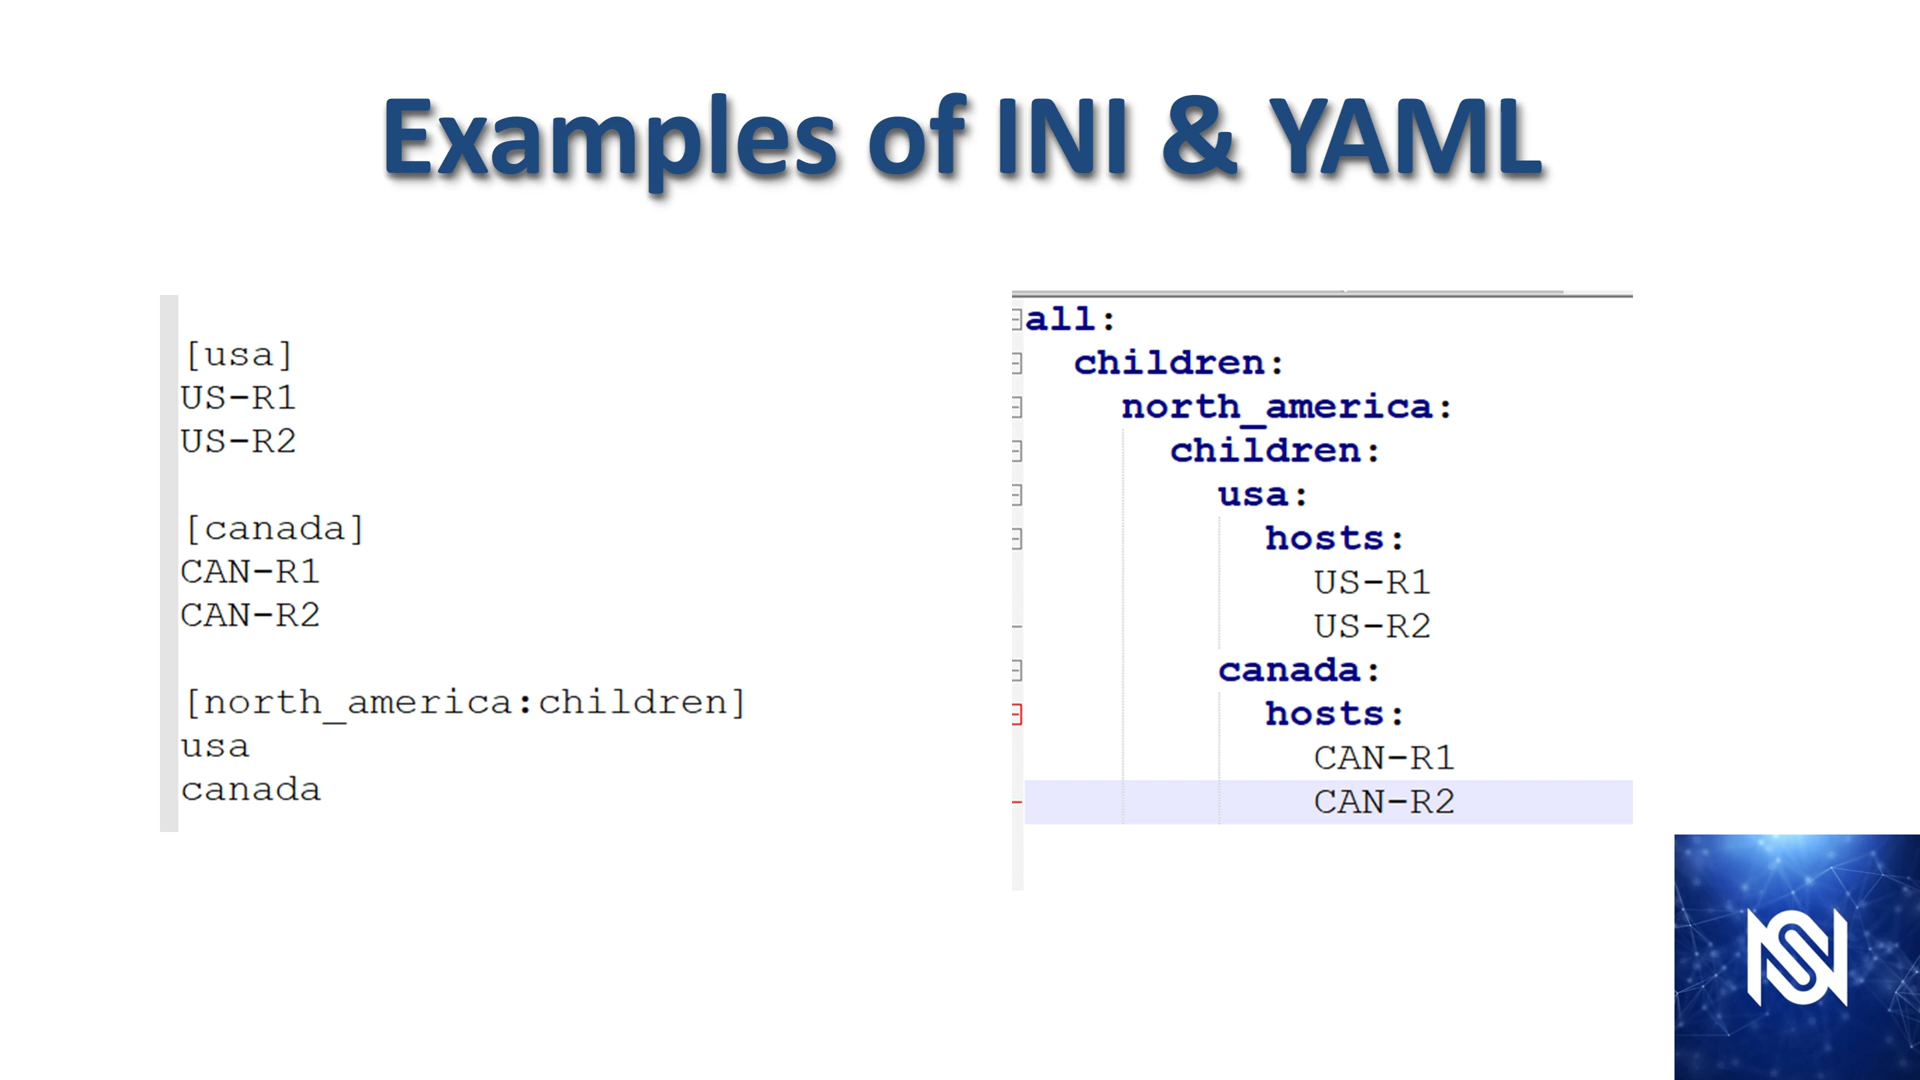 Examples of INI & YAML
[usa]
US-R1
US-R2
[canada]
CAN-R1
CAN-R2
[north_america:children]
usa
canada
all:
children:
north_america:
children:
usa:
hosts:
US-R1
US-R2
canada:
hosts:
CAN-R1
CAN-R2